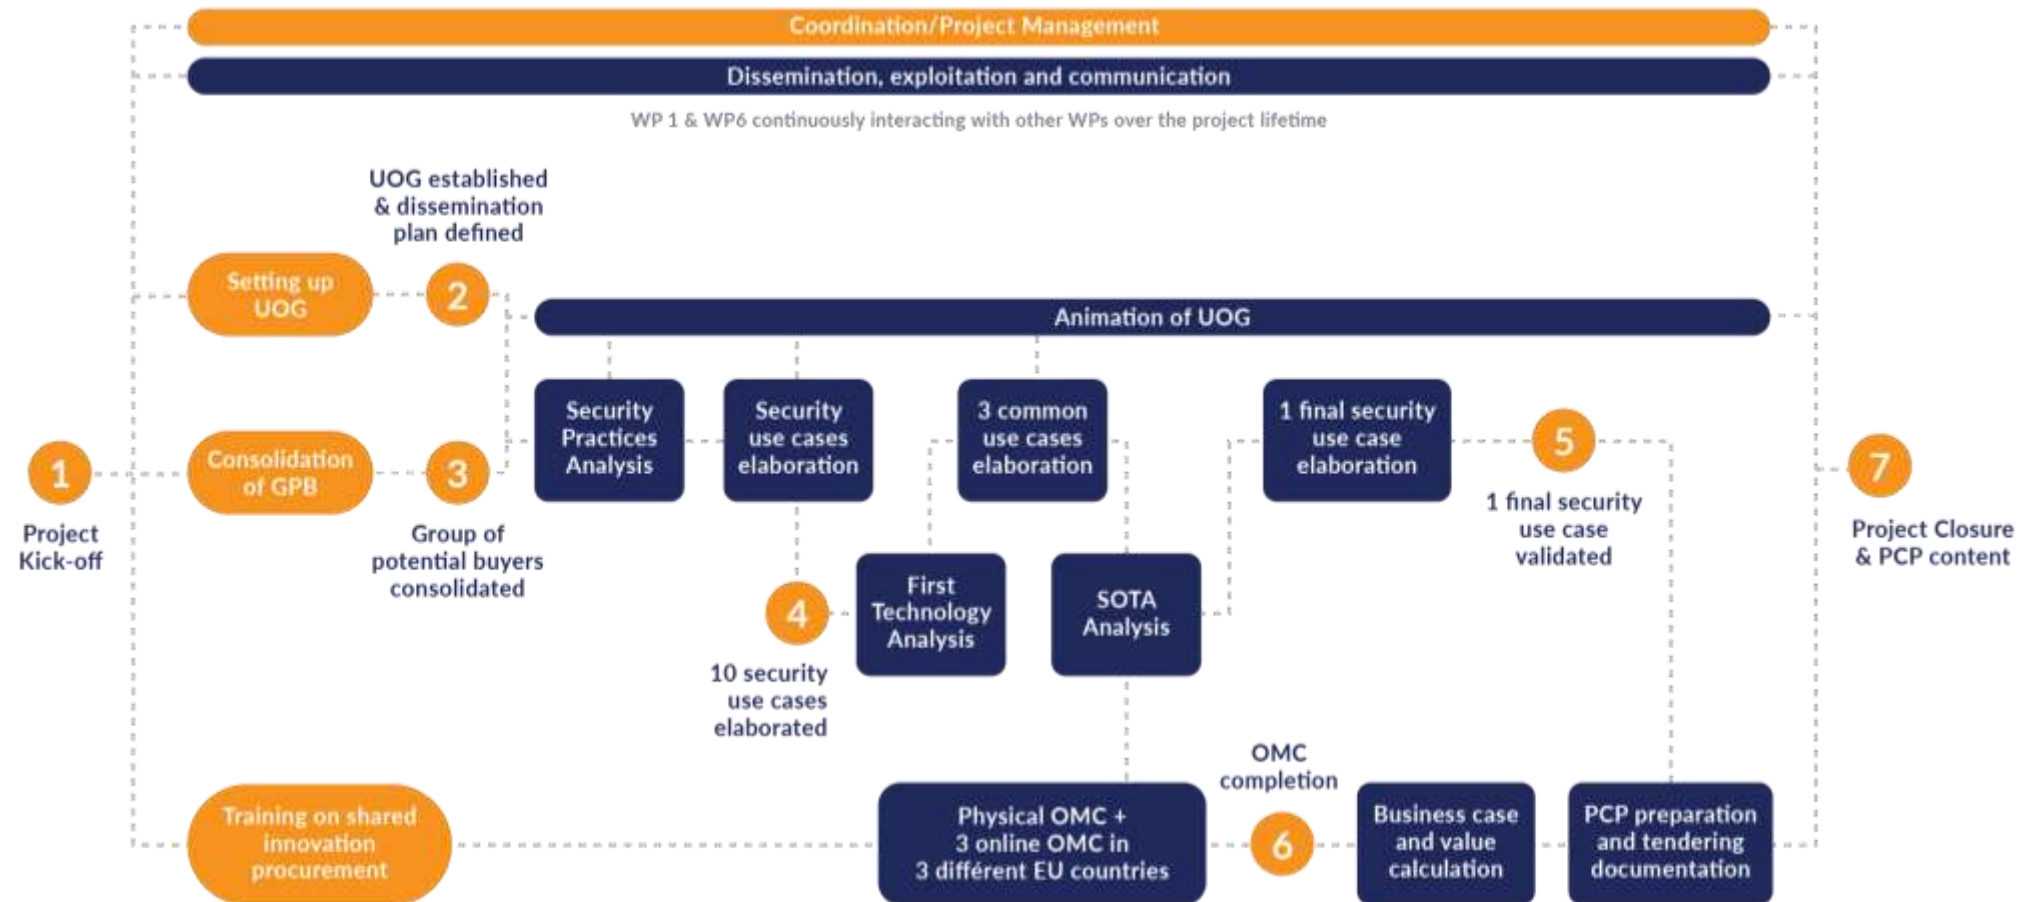 Coordination/Project Management
Dissemination, exploitation and communication
WP 1 & WP6 continuously interacting with other WPs over the project lifetime
UOG established
& dissemination
plan defined
Setting up
UOG
2
Animation of UOG
1
Project
Kick-off
Consolidation
of GPB
3
Group of
potential buyers
consolidated
Security
Practices
Analysis
Security
use cases
elaboration
3 common
use cases
elaboration
1 final security
use case
elaboration
5
1 final security
use case
validated
7
Project Closure
& PCP content
4
10 security
use cases
elaborated
First
Technology
Analysis
SOTA
Analysis
Training on shared
innovation
procurement
Physical OMC +
3 online OMC in
3 différent EU countries
OMC
completion
6
Business case
and value
calculation
PCP preparation
and tendering
documentation